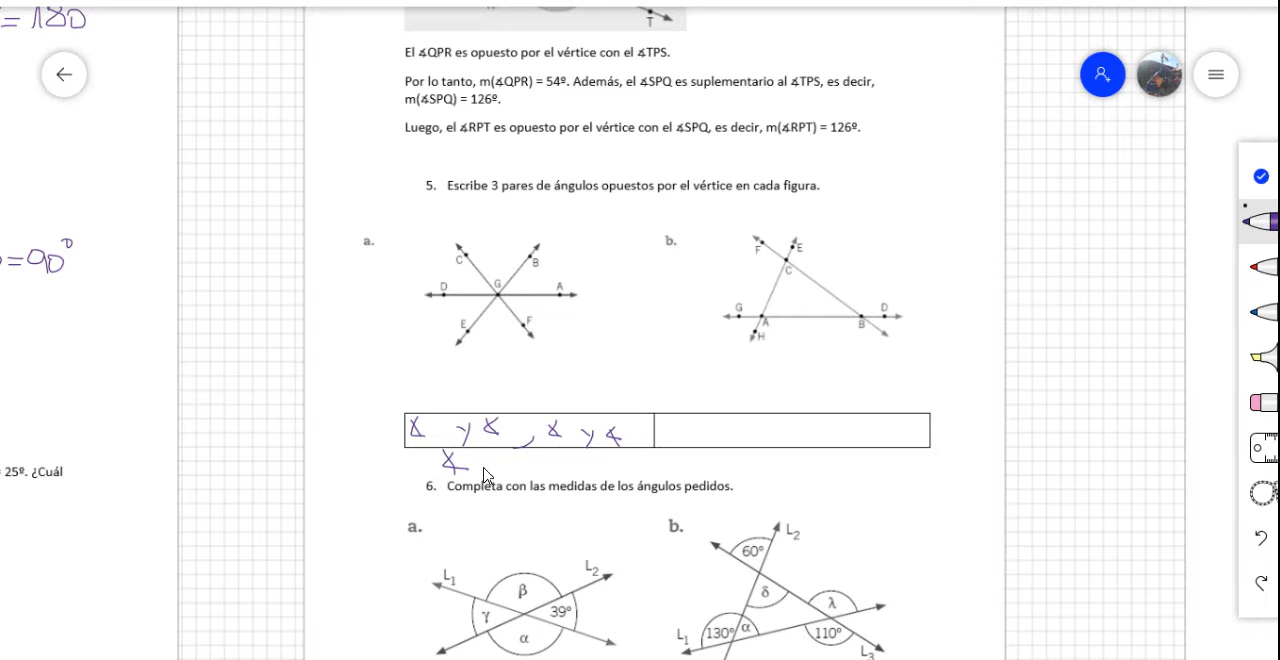 = 180
T
El ∡QPR es opuesto por el vértice con el ∡TPS.
Por lo tanto, m(∡QPR) = 54º. Además, el ∡SPQ es suplementario al ∡TPS, es decir,
m(∡SPQ) = 126º.
Luego, el ∡RPT es opuesto por el vértice con el ∡SPQ, es decir, m(∡RPT) = 126º.
5. Escribe 3 pares de ángulos opuestos por el vértice en cada figura.
= 90°
a.
C
B
D
G
A
E
F
b.
F
E
C
G
A
B
D
H
∡ y ∡ , ∡ y ∡
∡
= 25º. ¿Cuál
6. Completa con las medidas de los ángulos pedidos.
a.
L₁
L₂
β
γ
39°
α
b.
L₂
60°
δ
λ
L₁
130°
α
110°
L₃